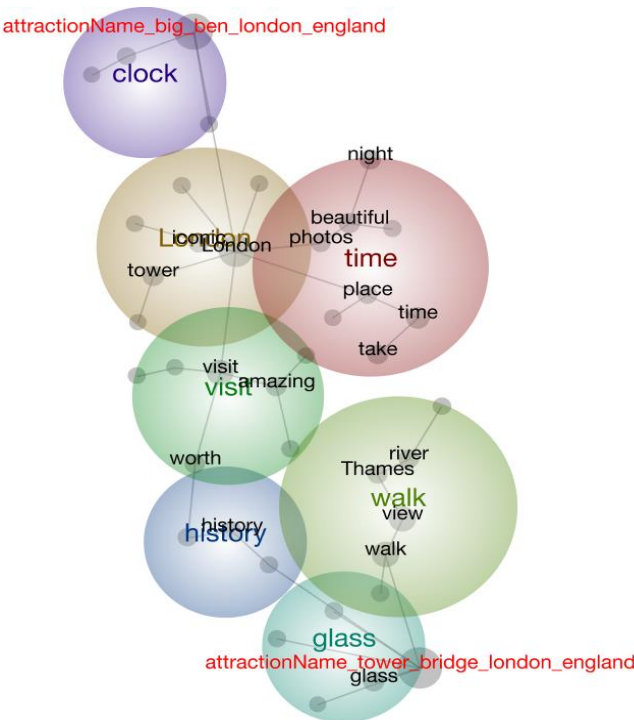 attractionName_big_ben_london_england
clock
night
beautiful
London
iconic
London
photos
time
tower
place
time
take
visit
visit
amazing
worth
river
Thames
walk
view
history
history
walk
glass
attractionName_tower_bridge_london_england
glass